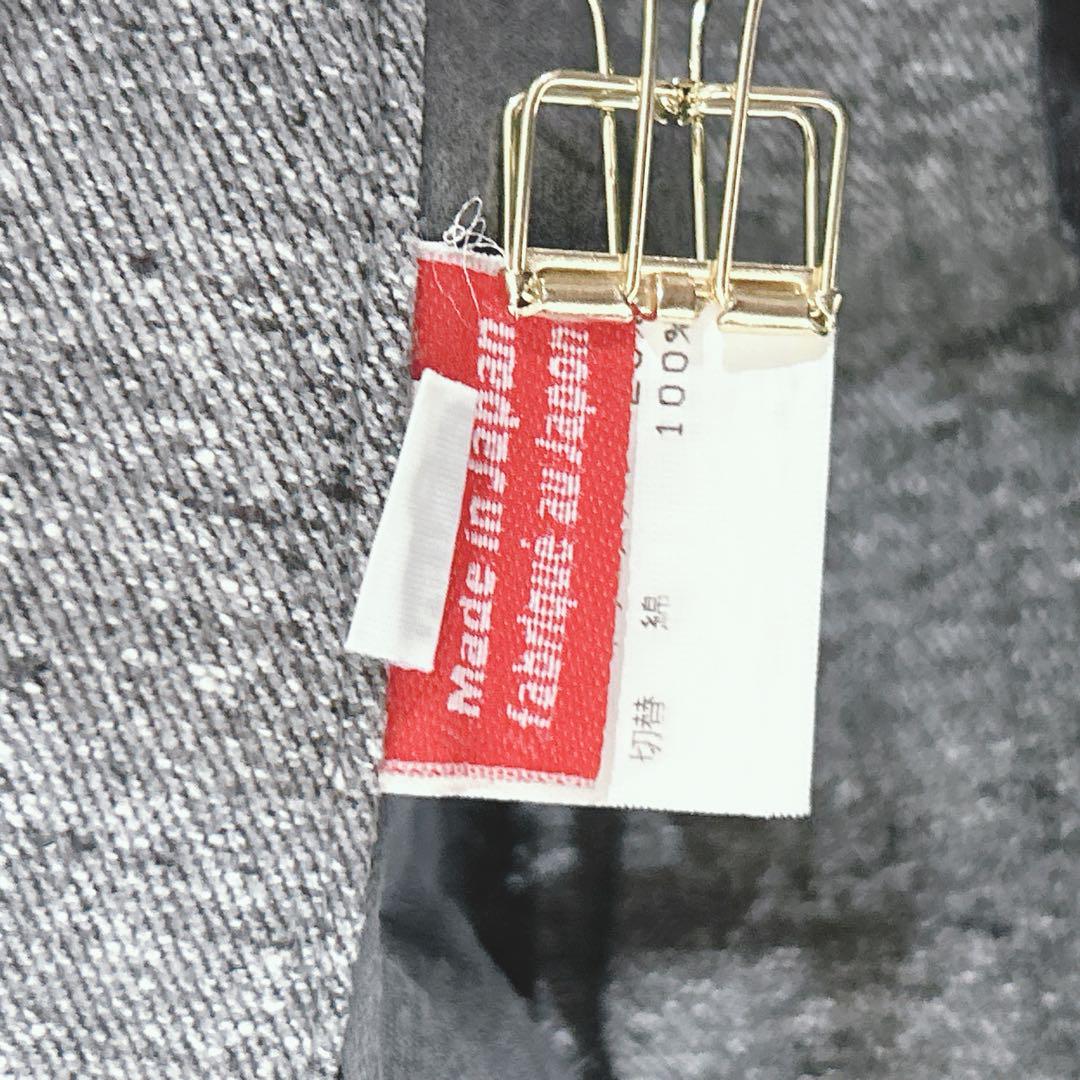 Made in Japan
fabriqué au Japon
切替 綿 100%